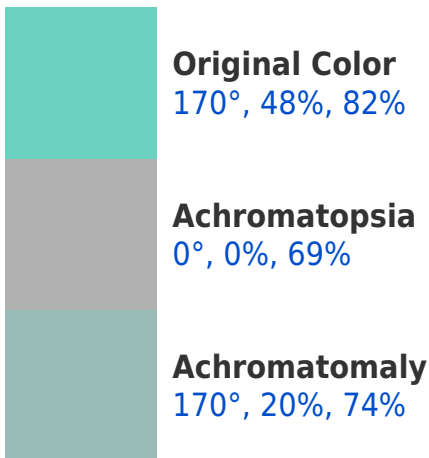 Original Color
170°, 48%, 82%
Achromatopsia
0°, 0%, 69%
Achromatomaly
170°, 20%, 74%